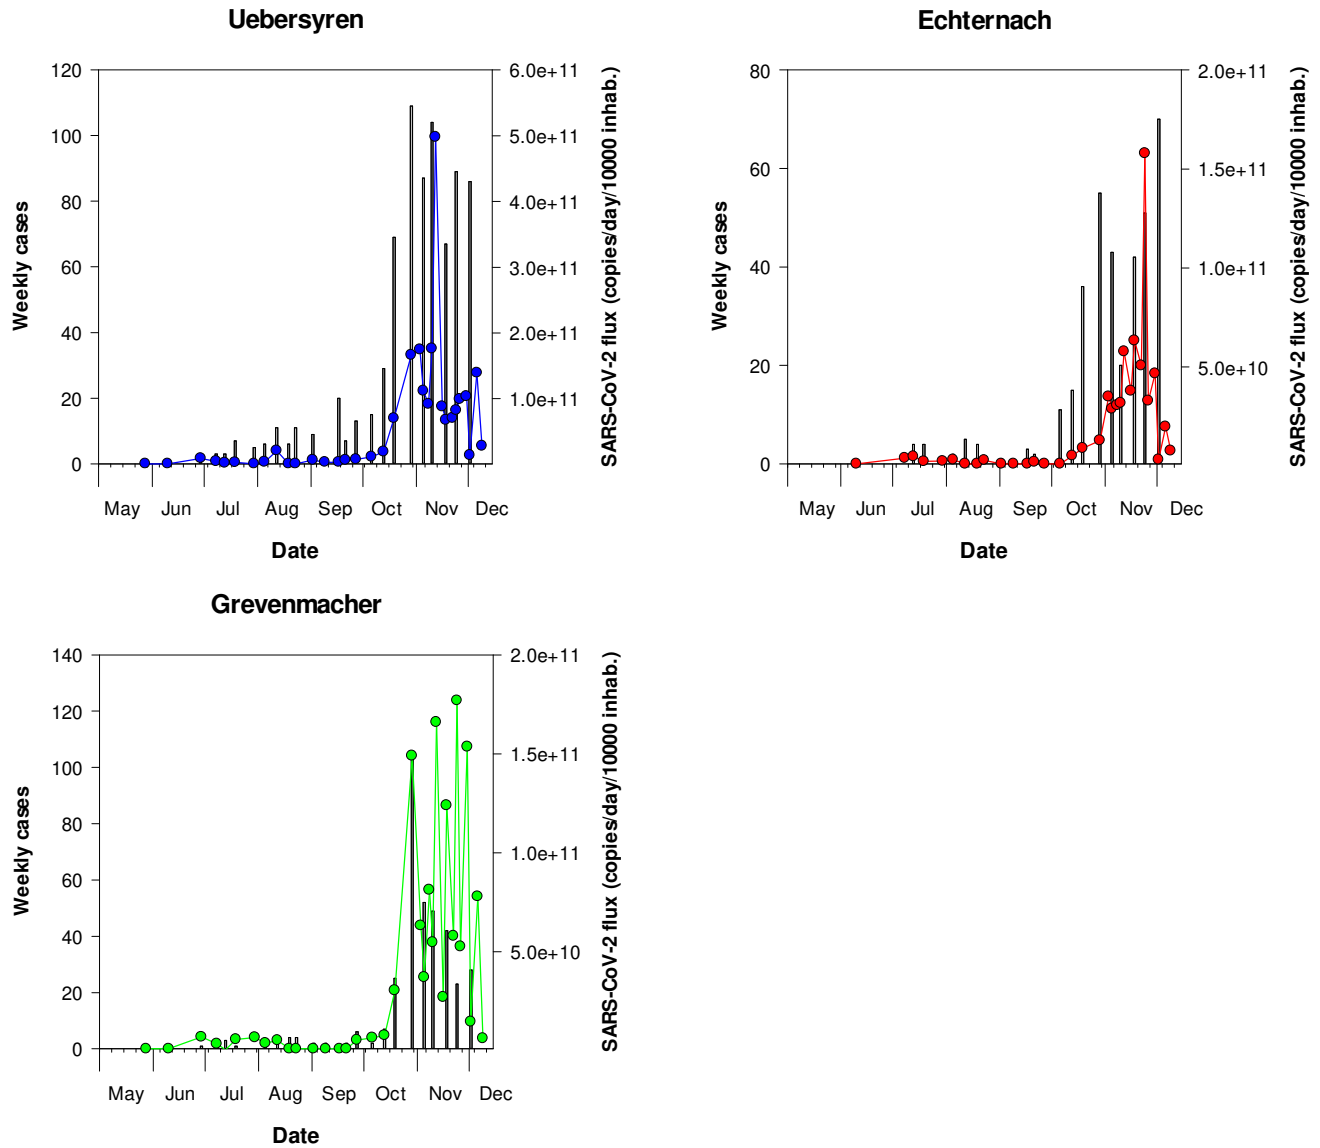 Uebersyren
120
100
80
60
40
20
0
Weekly cases
6.0e+11
5.0e+11
4.0e+11
3.0e+11
2.0e+11
1.0e+11
SARS-CoV-2 flux (copies/day/10000 inhab.)
May Jun Jul Aug Sep Oct Nov Dec
Date
Echternach
80
60
40
20
0
Weekly cases
2.0e+11
1.5e+11
1.0e+11
5.0e+10
SARS-CoV-2 flux (copies/day/10000 inhab.)
May Jun Jul Aug Sep Oct Nov Dec
Date
Grevenmacher
140
120
100
80
60
40
20
0
Weekly cases
2.0e+11
1.5e+11
1.0e+11
5.0e+10
SARS-CoV-2 flux (copies/day/10000 inhab.)
May Jun Jul Aug Sep Oct Nov Dec
Date